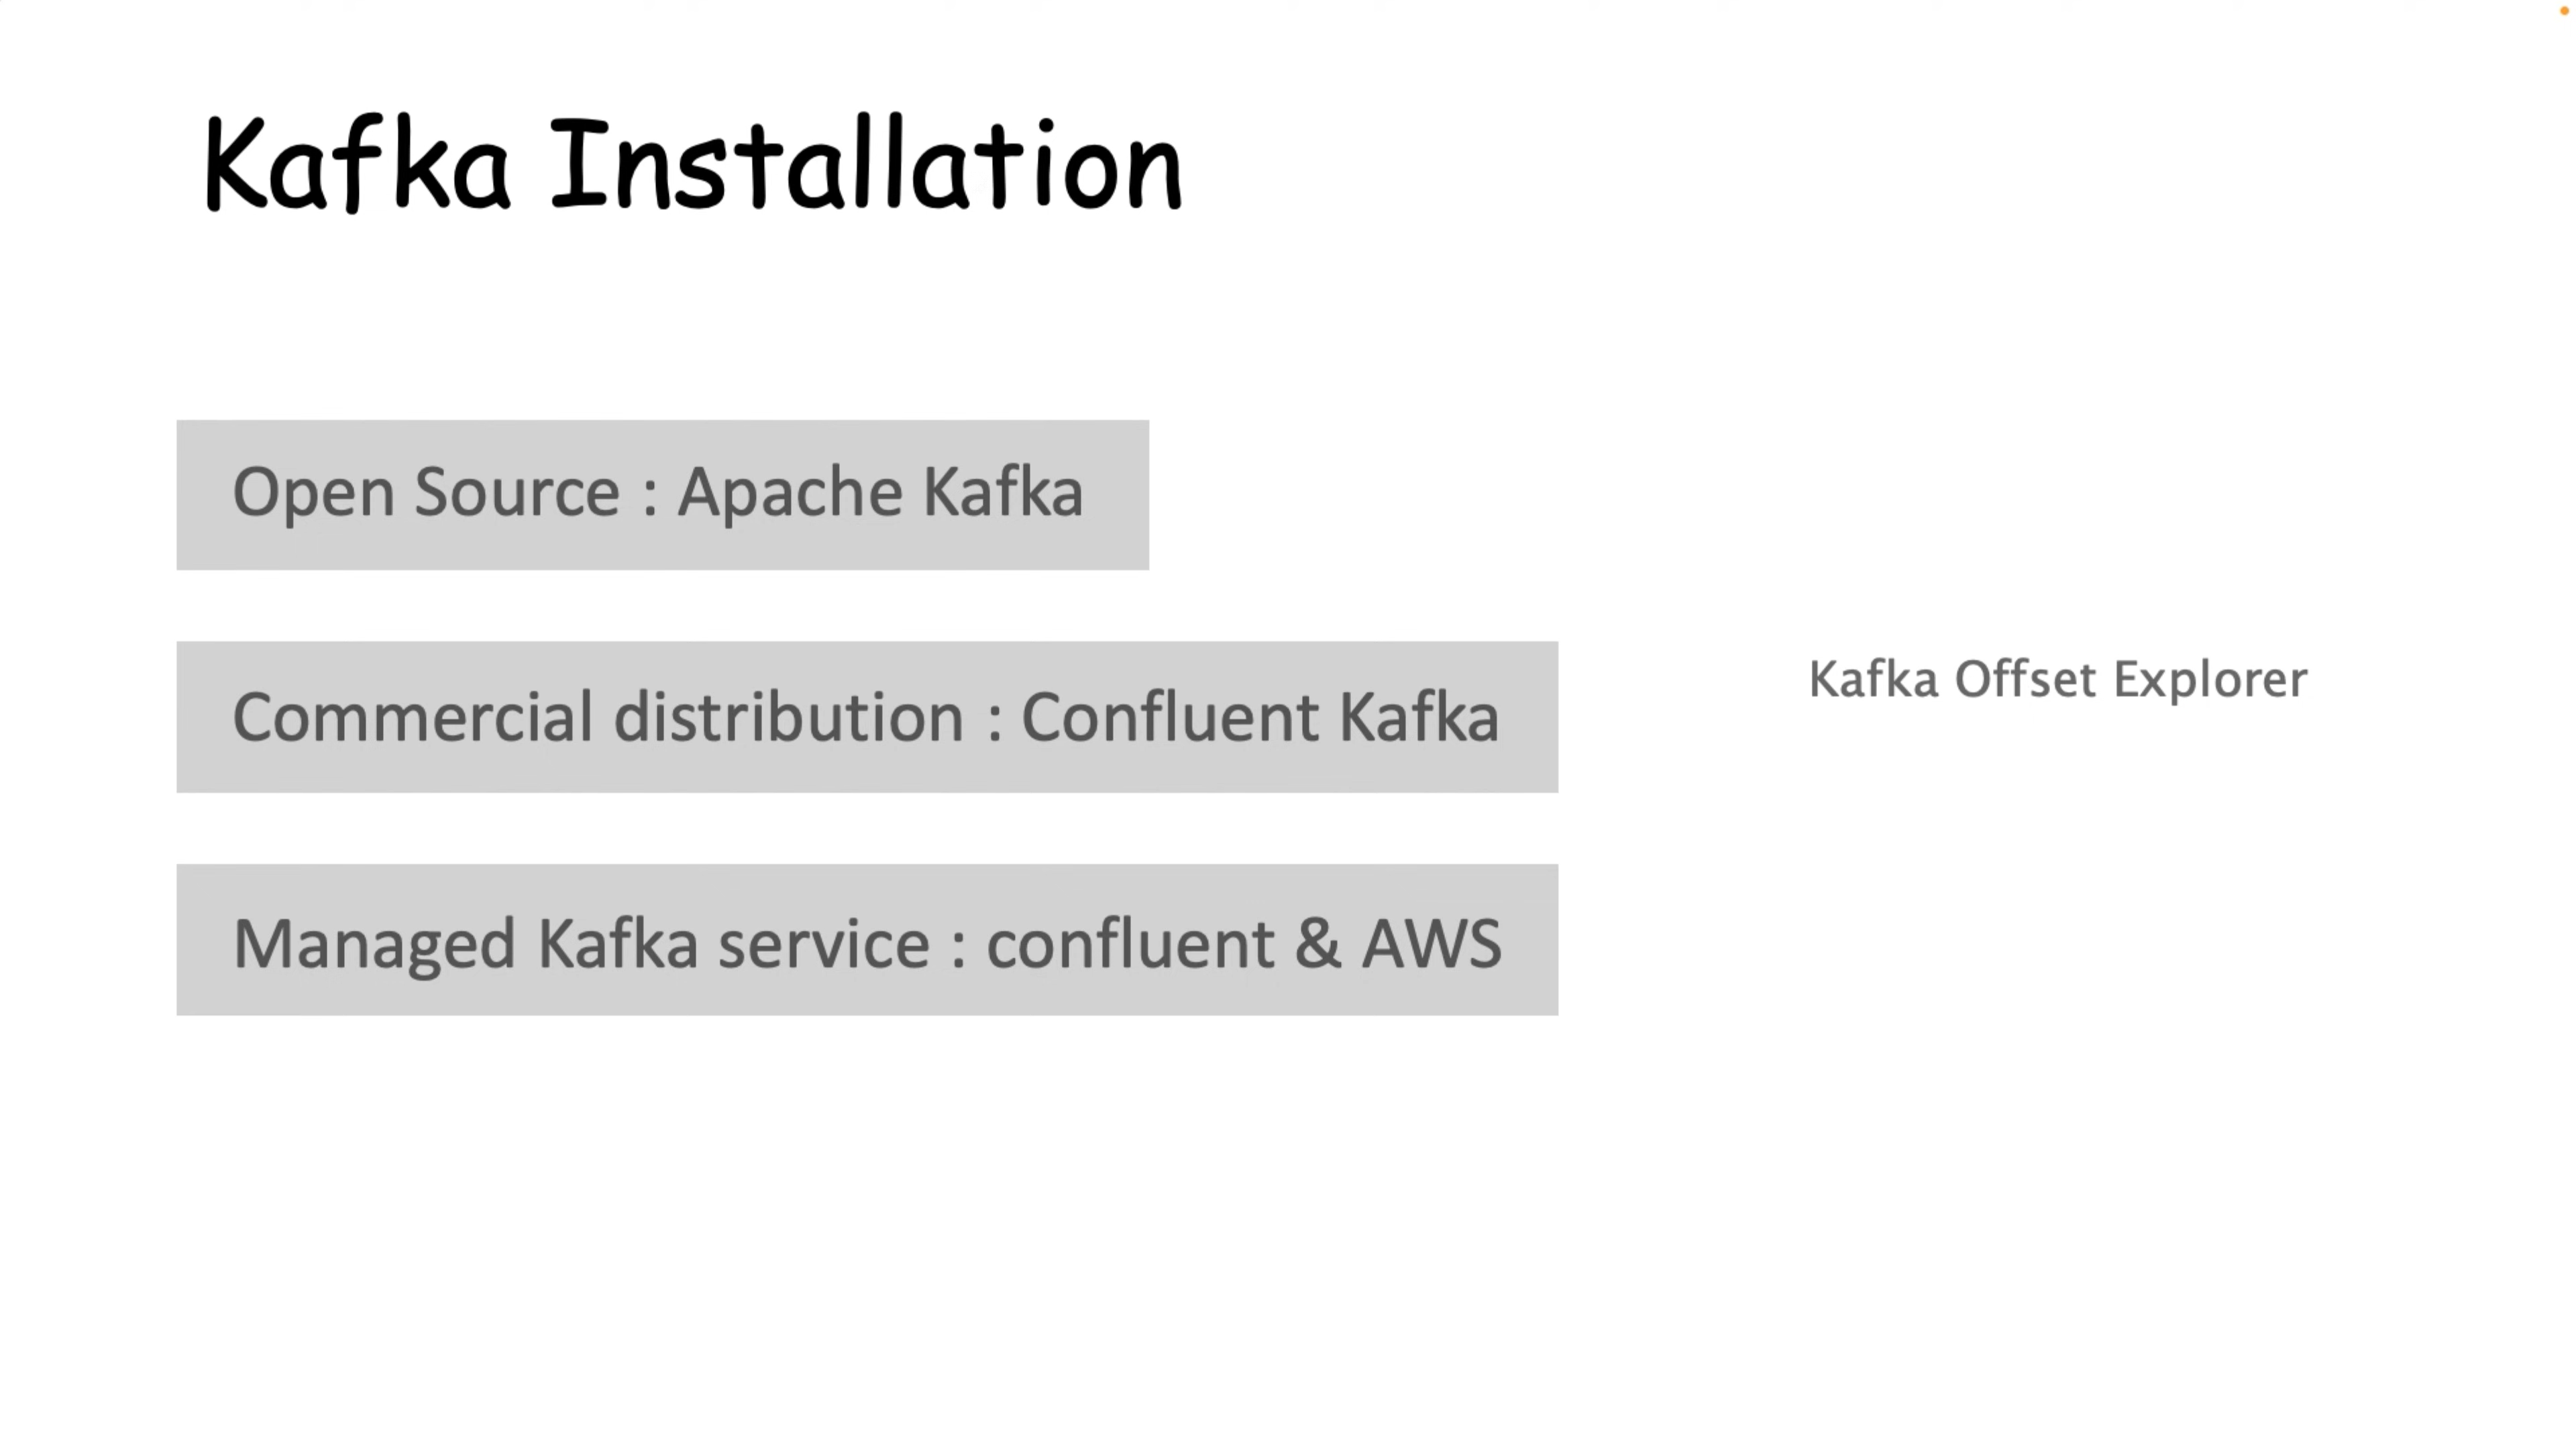 Kafka Installation
Open Source : Apache Kafka
Commercial distribution : Confluent Kafka
Kafka Offset Explorer
Managed Kafka service : confluent & AWS